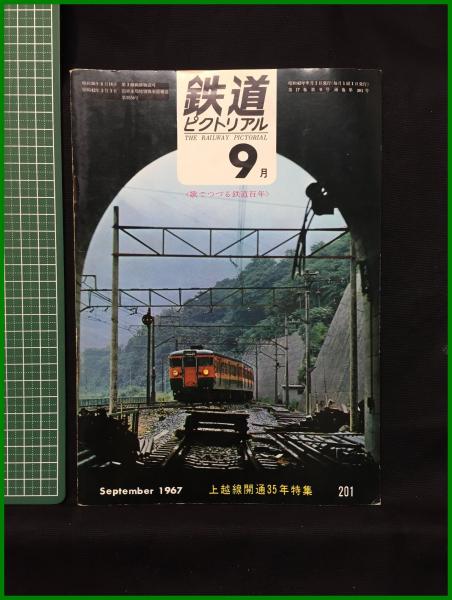 鉄道
ピクトリアル
THE RAILWAY PICTORIAL
9月
<歌でつづる鉄道百年>
September 1967
上越線開通35年特集
201